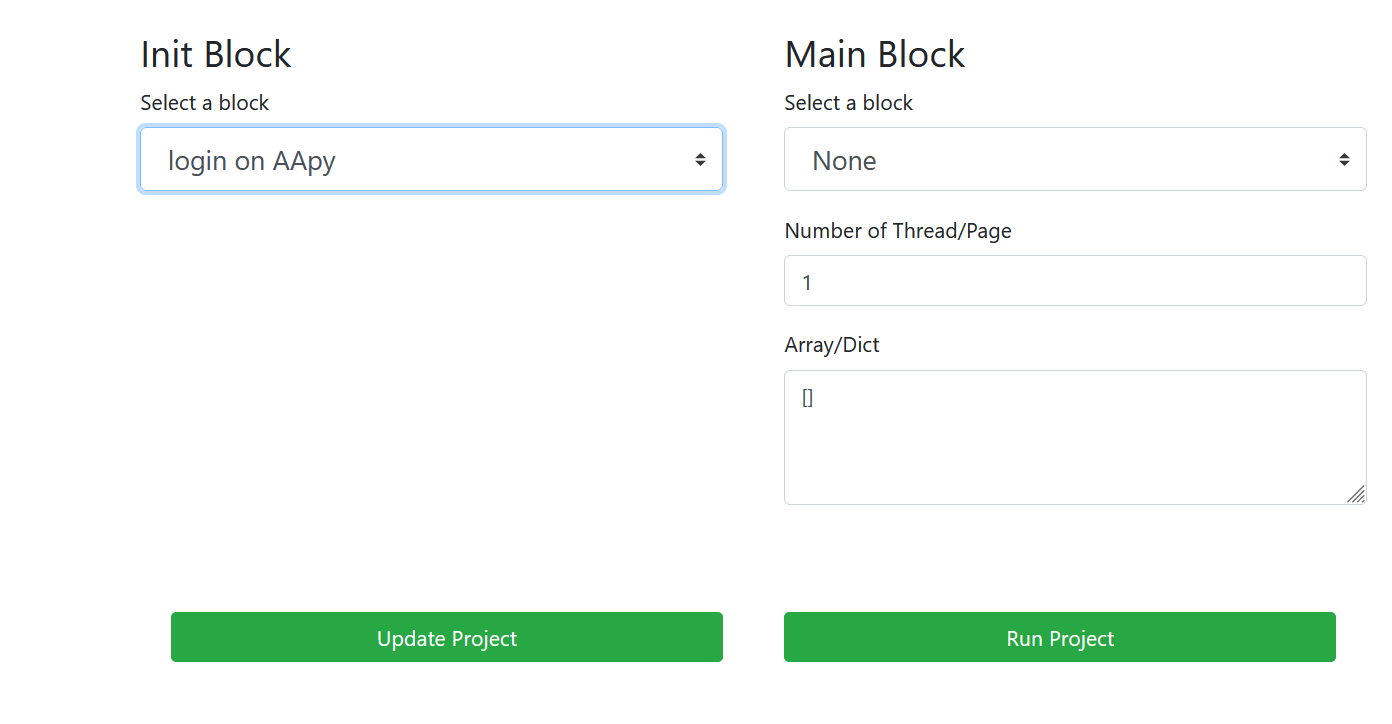 Init Block
Select a block
login on AApy
Main Block
Select a block
None
Number of Thread/Page
1
Array/Dict
[]
Update Project
Run Project